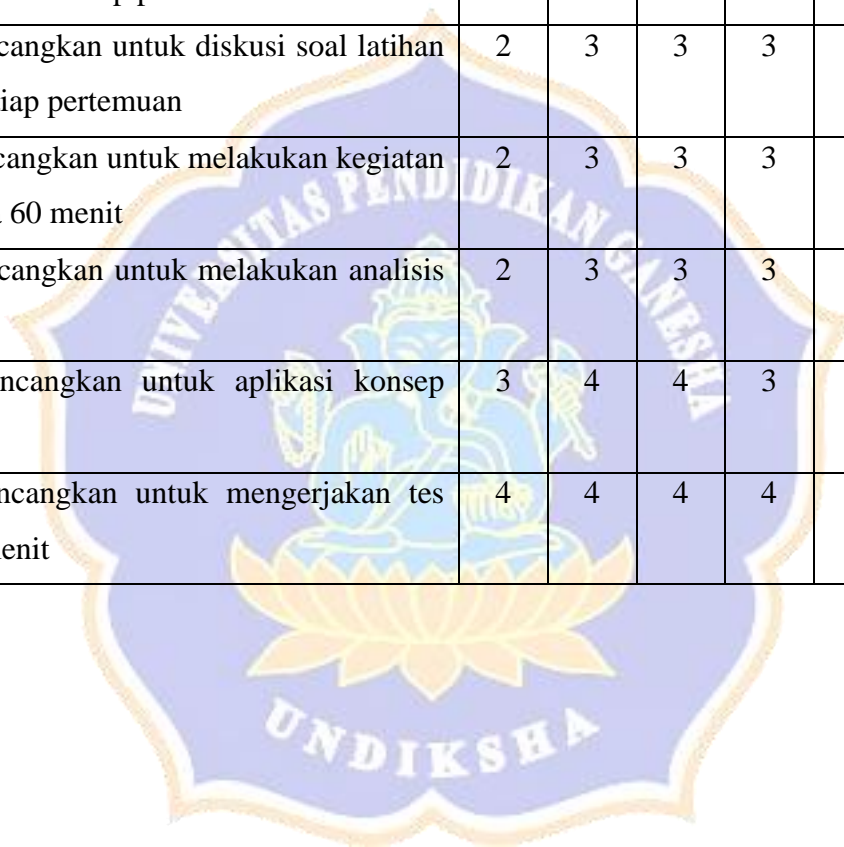 cangkan untuk diskusi soal latihan 2 3 3 3
iap pertemuan
cangkan untuk melakukan kegiatan 2 3 3 3
60 menit
cangkan untuk melakukan analisis 2 3 3 3
ncangkan untuk aplikasi konsep 3 4 4 3
ncangkan untuk mengerjakan tes 4 4 4 4
enit
UNIVERSITAS PENDIDIKAN GANESHA
UNDIKSHA